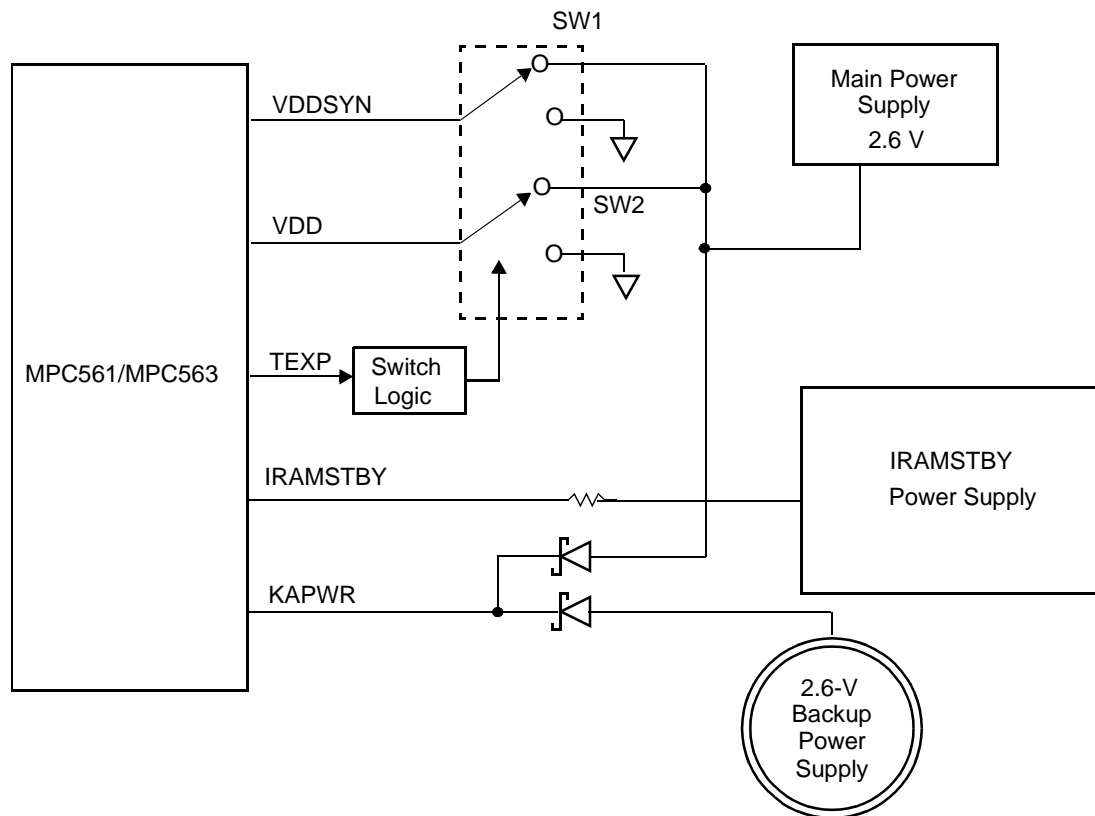 SW1
VDDSYN
Main Power
Supply
2.6 V
SW2
VDD
TEXP
Switch
Logic
MPC561/MPC563
IRAMSTBY
IRAMSTBY
Power Supply
KAPWR
2.6-V
Backup
Power
Supply